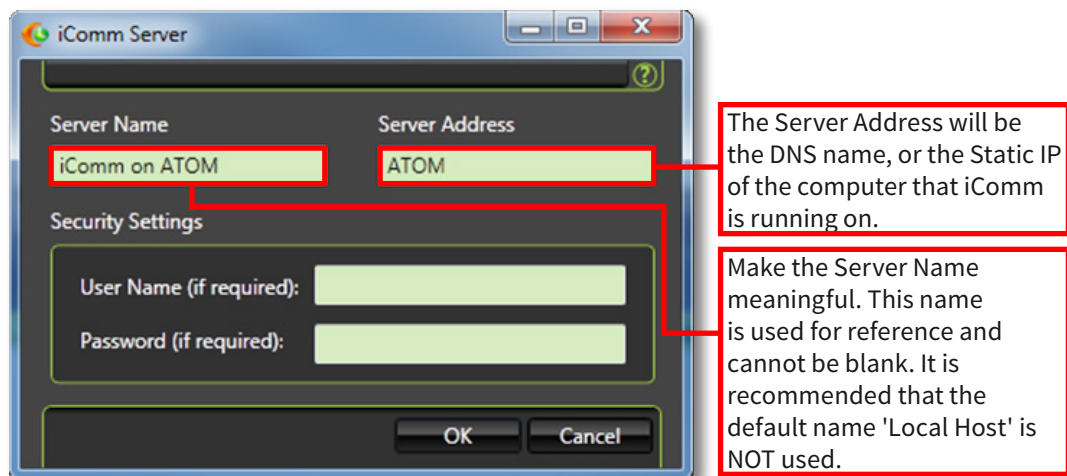 iComm Server
Server Name
Server Address
iComm on ATOM
ATOM
Security Settings
User Name (if required):
Password (if required):
OK
Cancel
The Server Address will be
the DNS name, or the Static IP
of the computer that iComm
is running on.
Make the Server Name
meaningful. This name
is used for reference and
cannot be blank. It is
recommended that the
default name 'Local Host' is
NOT used.